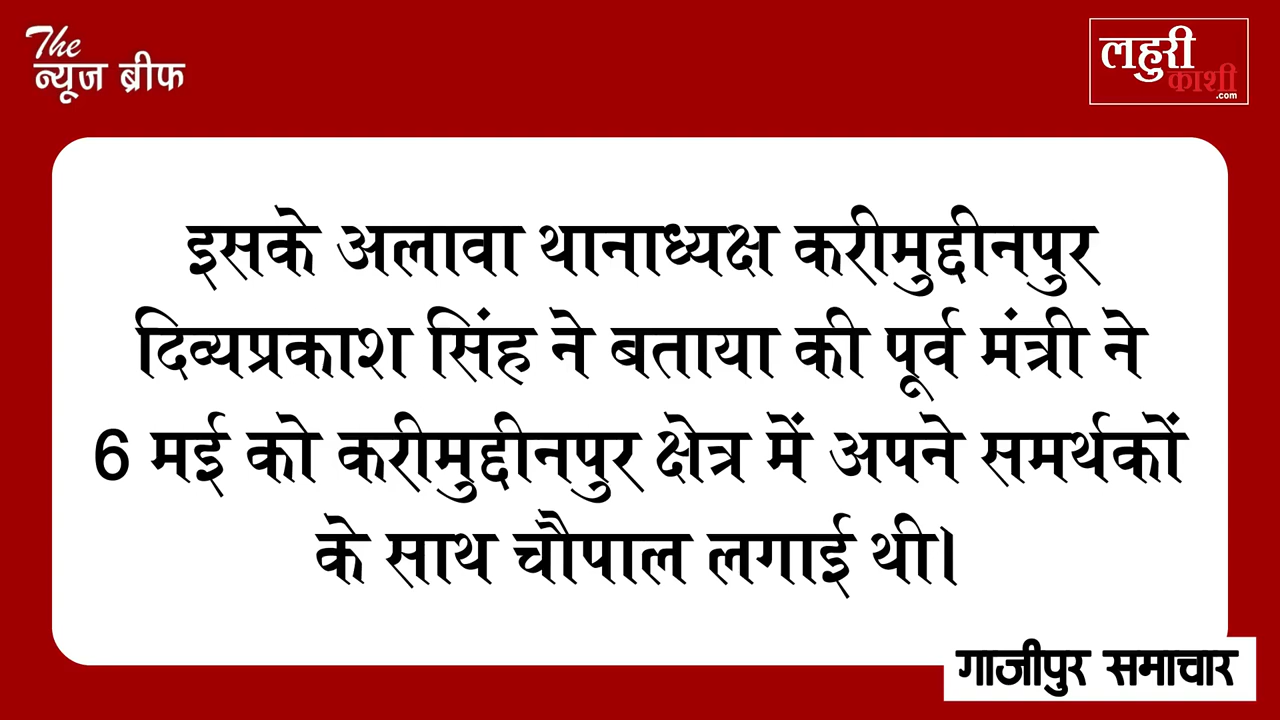 The
न्यूज ब्रीफ
लहुरी
काशी
.com
इसके अलावा थानाध्यक्ष करीमुद्दीनपुर
दिव्यप्रकाश सिंह ने बताया की पूर्व मंत्री ने
6 मई को करीमुद्दीनपुर क्षेत्र में अपने समर्थकों
के साथ चौपाल लगाई थी।
गाजीपुर समाचार